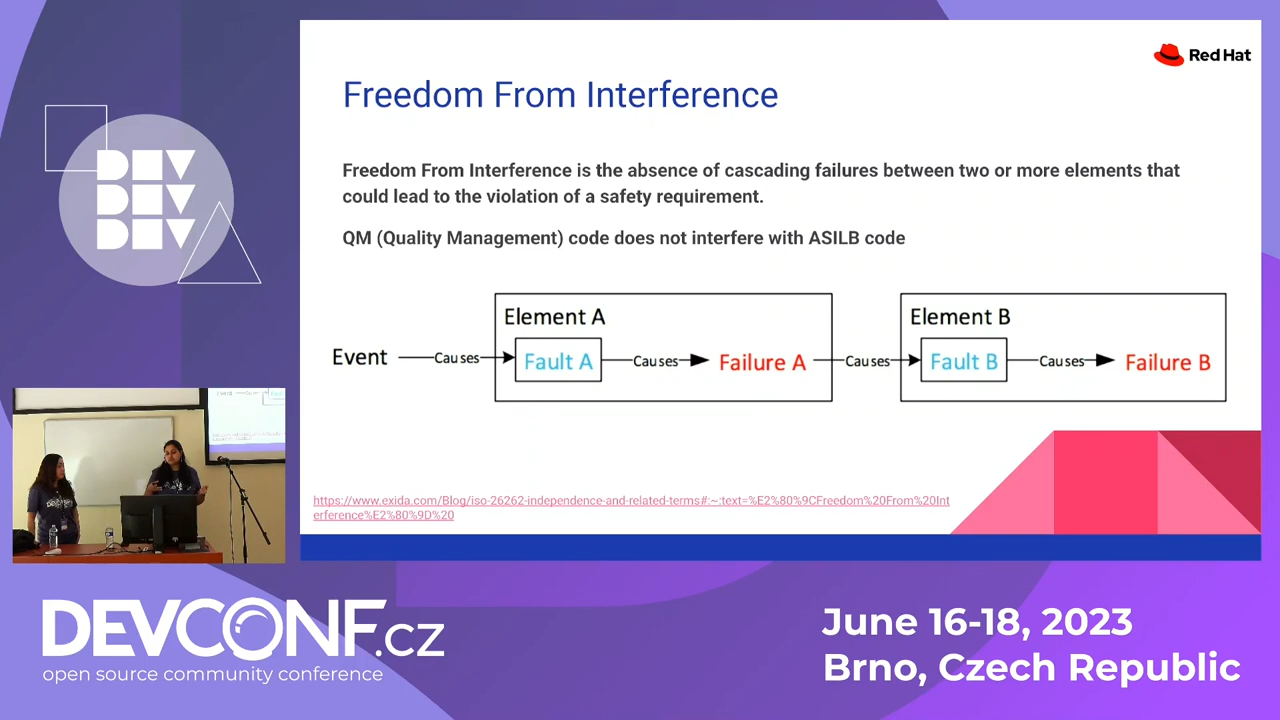 Red Hat
Freedom From Interference
Freedom From Interference is the absence of cascading failures between two or more elements that
could lead to the violation of a safety requirement.
QM (Quality Management) code does not interfere with ASILB code
Element A
Element B
Event
Causes
Fault A
Causes
Failure A
Causes
Fault B
Causes
Failure B
https://www.exida.com/Blog/iso-26262-independence-and-related-terms#:~:text=%E2%80%9CFreedom%20From%20Int
erference%E2%80%9D%20
DEV
DEV
DEV
DEVCONF.cz
open source community conference
June 16-18, 2023
Brno, Czech Republic